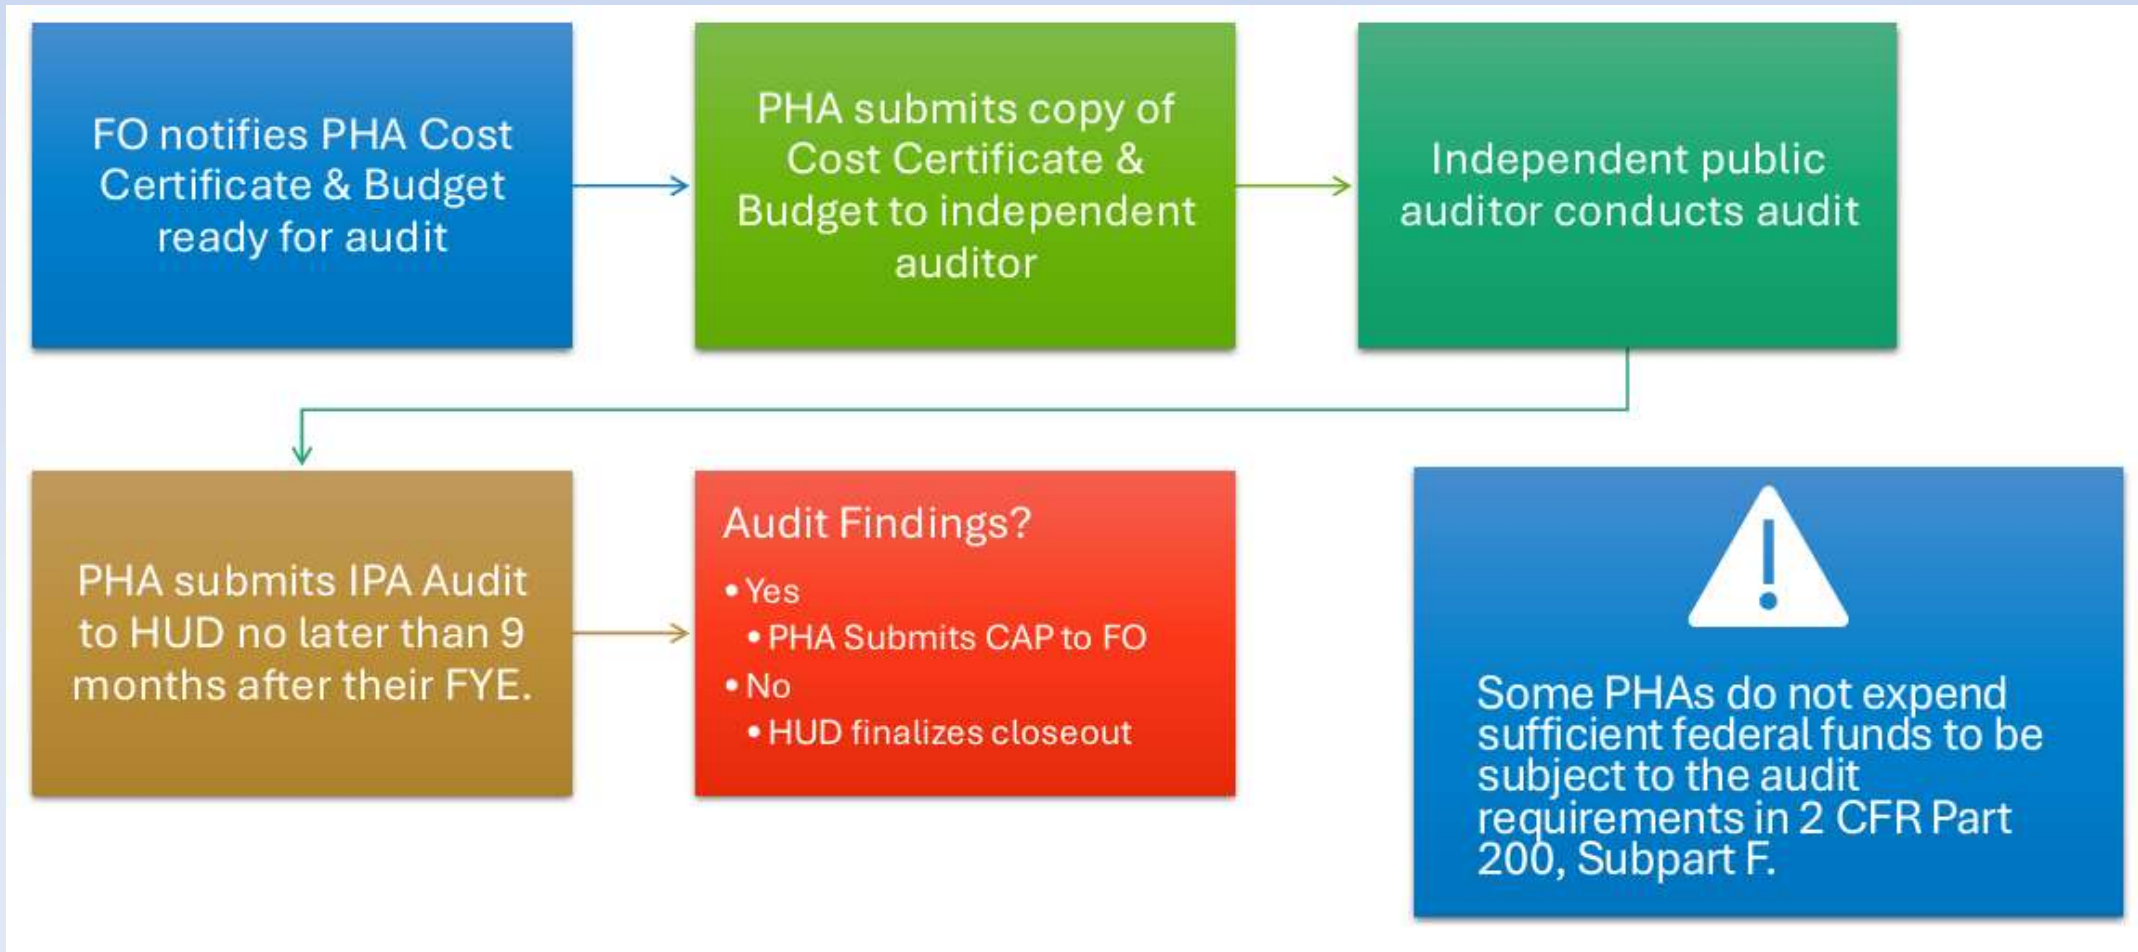 FO notifies PHA Cost
Certificate & Budget
ready for audit
PHA submits copy of
Cost Certificate &
Budget to independent
auditor
Independent public
auditor conducts audit
PHA submits IPA Audit
to HUD no later than 9
months after their FYE.
Audit Findings?
• Yes
• PHA Submits CAP to FO
• No
• HUD finalizes closeout
Some PHAs do not expend
sufficient federal funds to be
subject to the audit
requirements in 2 CFR Part
200, Subpart F.